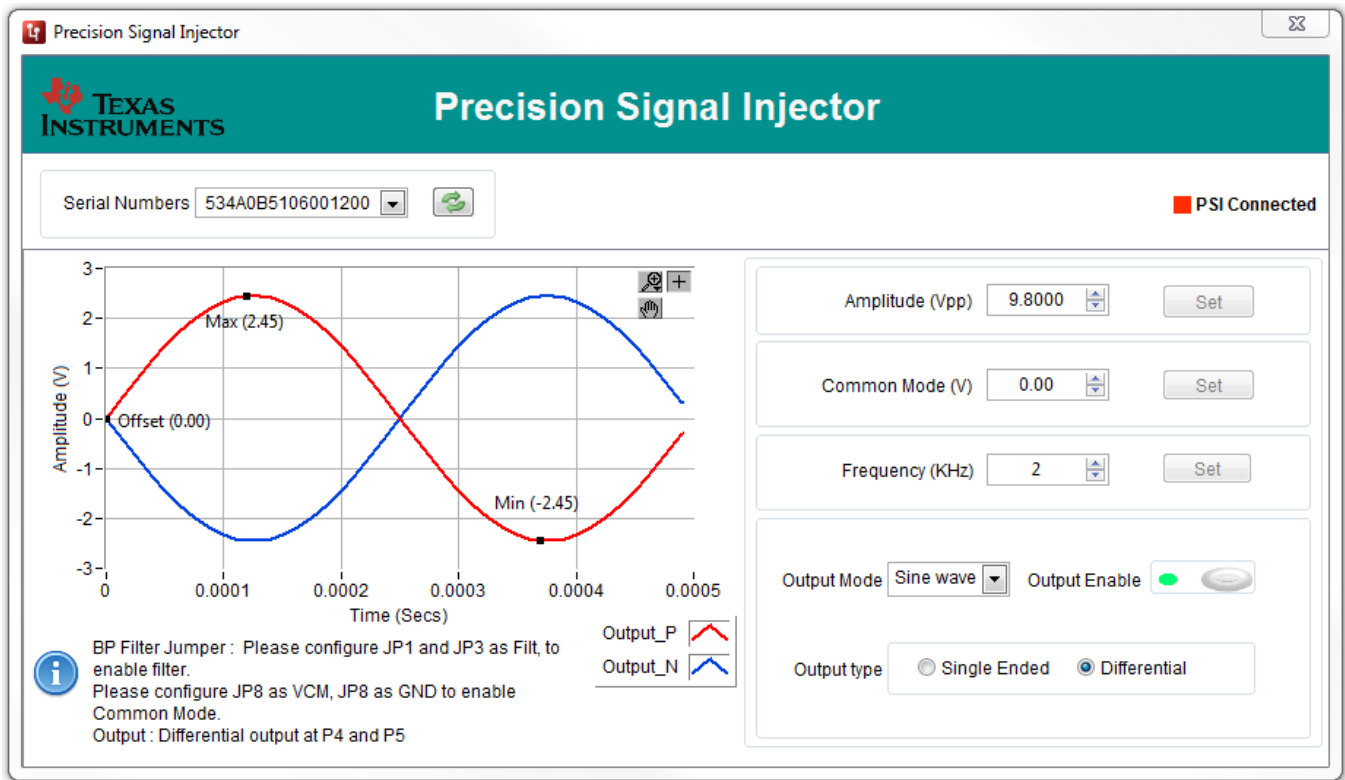 Precision Signal Injector
TEXAS
INSTRUMENTS
Precision Signal Injector
Serial Numbers 534A0B5106001200
PSI Connected
3
2
1
0
-1
-2
-3
Amplitude (V)
Max (2.45)
Offset (0.00)
Min (-2.45)
0 0.0001 0.0002 0.0003 0.0004 0.0005
Time (Secs)
Output_P
Output_N
BP Filter Jumper : Please configure JP1 and JP3 as Filt, to
enable filter.
Please configure JP8 as VCM, JP8 as GND to enable
Common Mode.
Output : Differential output at P4 and P5
Amplitude (Vpp) 9.8000 Set
Common Mode (V) 0.00 Set
Frequency (KHz) 2 Set
Output Mode Sine wave Output Enable
Output type Single Ended Differential